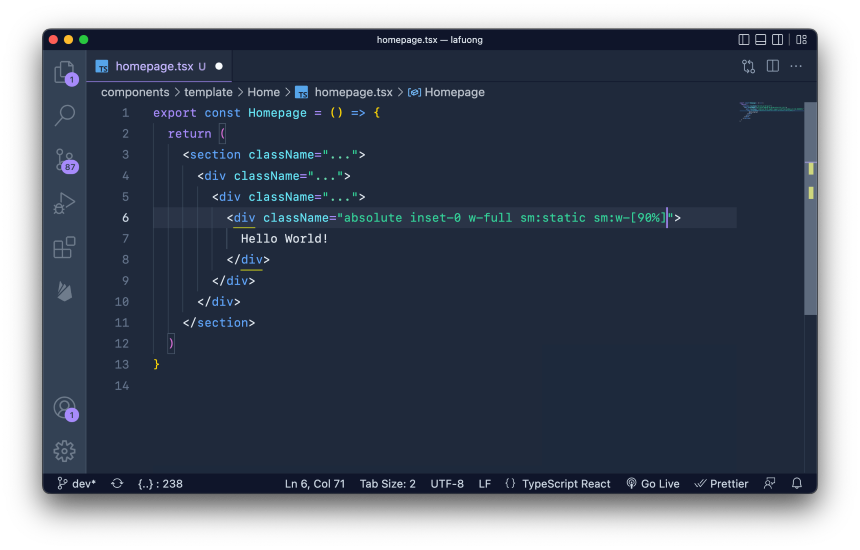 homepage.tsx — lafuong
TS homepage.tsx U
components > template > Home > TS homepage.tsx > Homepage
1 export const Homepage = () => {
2 return (
3 <section className="...">
4 <div className="...">
5 <div className="...">
6 <div className="absolute inset-0 w-full sm:static sm:w-[90%]">
7 Hello World!
8 </div>
9 </div>
10 </div>
11 </section>
12 )
13 }
14
1
87
1
dev* {..} : 238 Ln 6, Col 71 Tab Size: 2 UTF-8 LF {} TypeScript React Go Live Prettier